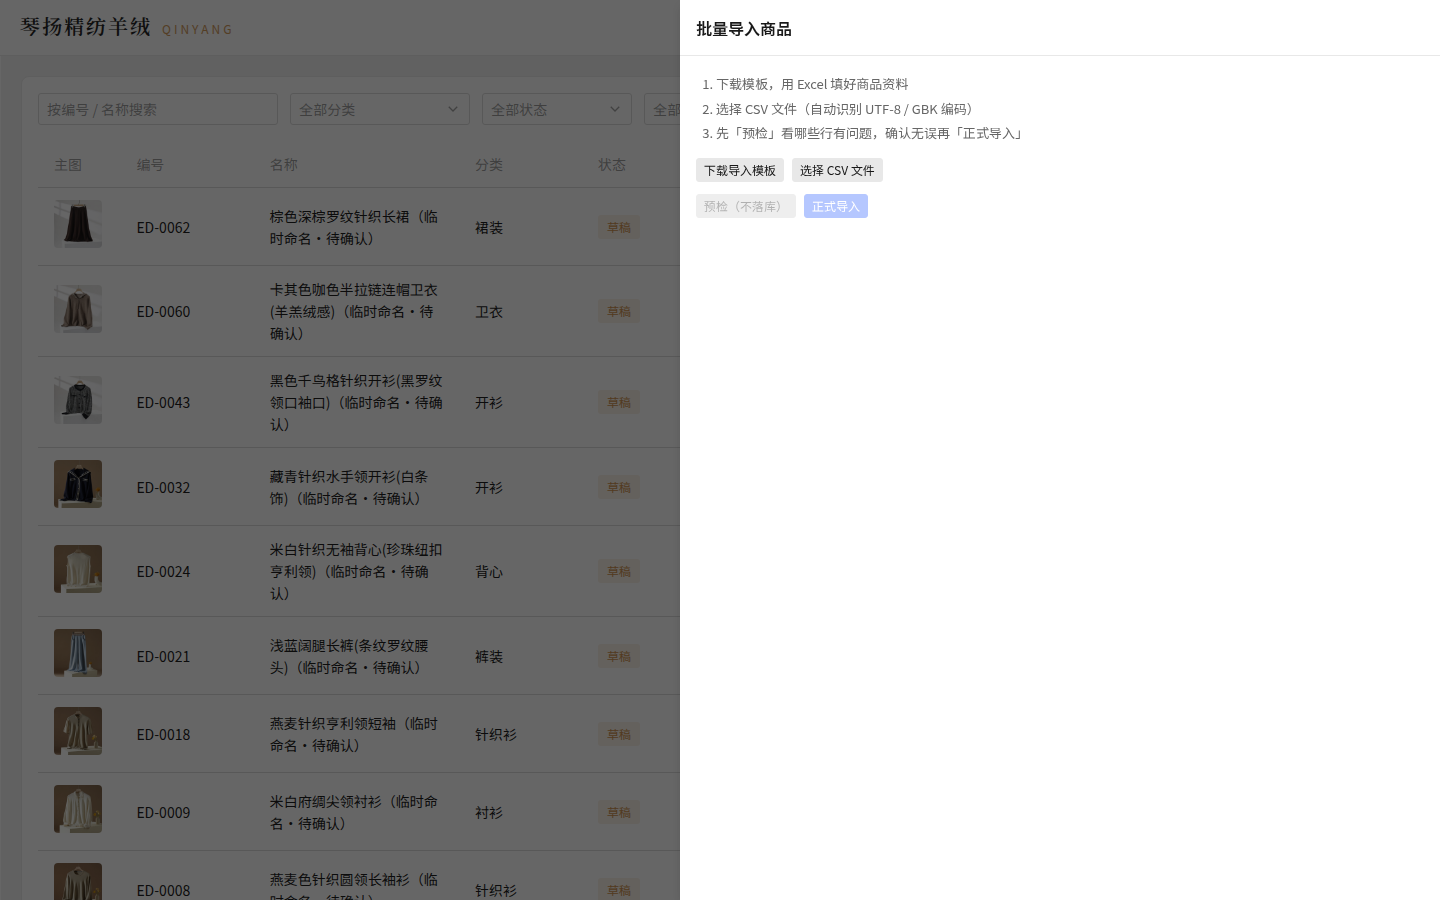 琴扬精纺羊绒 QINYANG
按编号 / 名称搜索 全部分类 全部状态 全部
主图 编号 名称 分类 状态
ED-0062 棕色深棕罗纹针织长裙（临 裙装 草稿
时命名・待确认）
ED-0060 卡其色咖色半拉链连帽卫衣 卫衣 草稿
(羊羔绒感)（临时命名・待
确认）
ED-0043 黑色千鸟格针织开衫(黑罗纹 开衫 草稿
领口袖口)（临时命名・待确
认）
ED-0032 藏青针织水手领开衫(白条 开衫 草稿
饰)（临时命名・待确认）
ED-0024 米白针织无袖背心(珍珠纽扣 背心 草稿
亨利领)（临时命名・待确
认）
ED-0021 浅蓝阔腿长裤(条纹罗纹腰 裤装 草稿
头)（临时命名・待确认）
ED-0018 燕麦针织亨利领短袖（临时 针织衫 草稿
命名・待确认）
ED-0009 米白府绸尖领衬衫（临时命 衬衫 草稿
名・待确认）
ED-0008 燕麦色针织圆领长袖衫（临 针织衫 草稿
时命名・待确认）
批量导入商品
1. 下载模板，用 Excel 填好商品资料
2. 选择 CSV 文件（自动识别 UTF-8 / GBK 编码）
3. 先「预检」看哪些行有问题，确认无误再「正式导入」
下载导入模板 选择 CSV 文件
预检（不落库） 正式导入